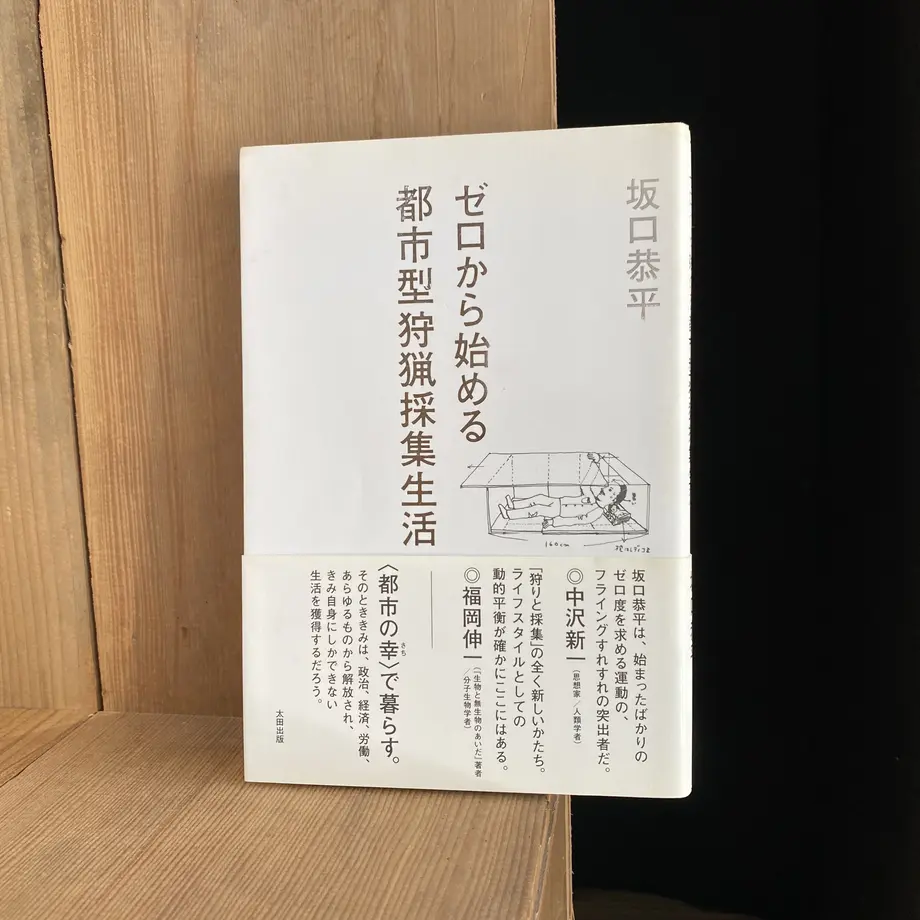 坂口恭平
ゼロから始める
都市型狩猟採集生活
160cm
坂口恭平は、始まったばかりの
ゼロ度を求める運動の、
フライングすれすれの突出者だ。
◎中沢新一（思想家／人類学者）
「狩りと採集」の全く新しいかたち。
ライフスタイルとしての
動的平衡が確かにここにはある。
◎福岡伸一（『生物と無生物のあいだ』著者／分子生物学者）
〈都市の幸〉で暮らす。
さち
そのとききみは、政治、経済、労働、
あらゆるものから解放され、
きみ自身にしかできない
生活を獲得するだろう。
太田出版